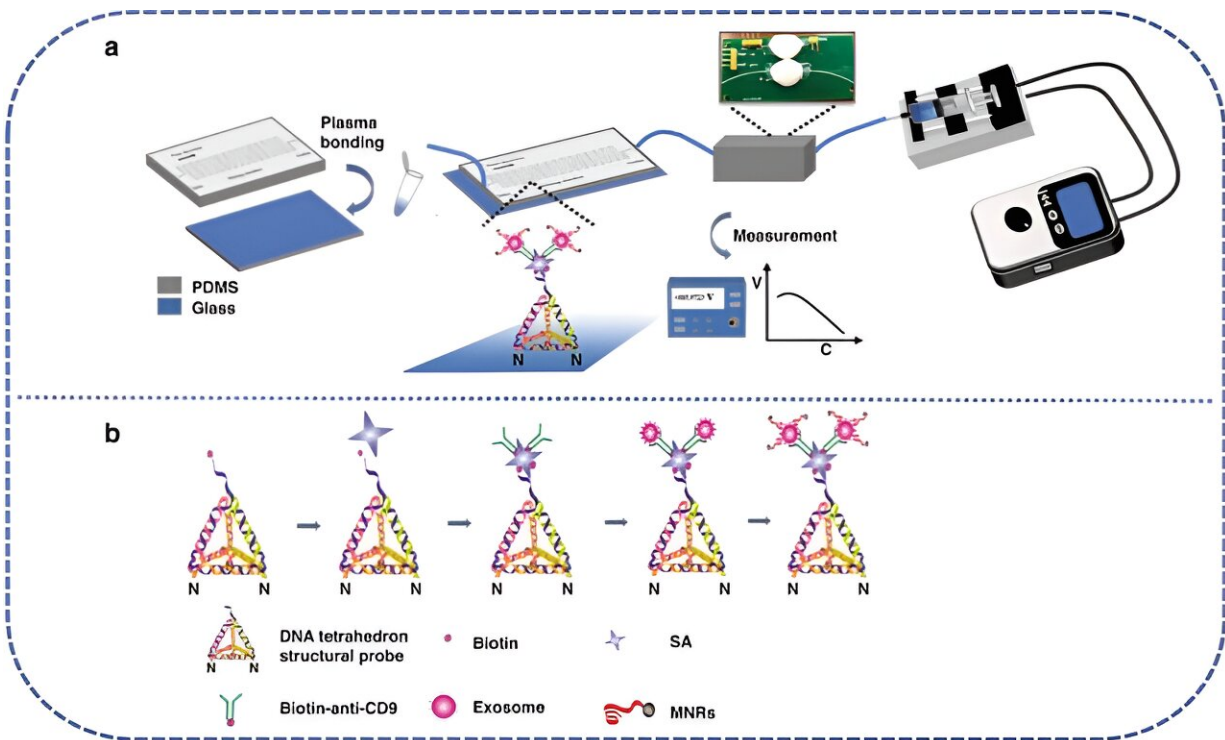 a
Plasma
bonding
PDMS
Glass
Measurement
V
C
N N
b
N N N N N N N N N N
DNA tetrahedron
structural probe
Biotin
SA
N N
Biotin-anti-CD9
Exosome
MNRs